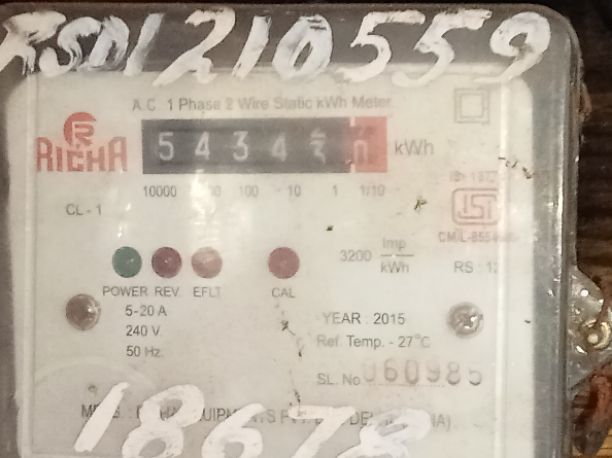 RSD1210559
A.C. 1 Phase 2 Wire Static kWh Meter
RICHA
5 4 3 4 kWh
10000 100 10 1 1/10
CL-1
3200 Imp/kWh
RS : 12
POWER REV. EFLT CAL
5-20 A
240 V.
50 Hz.
YEAR : 2015
Ref. Temp. - 27°C
SL. No 060985
18678